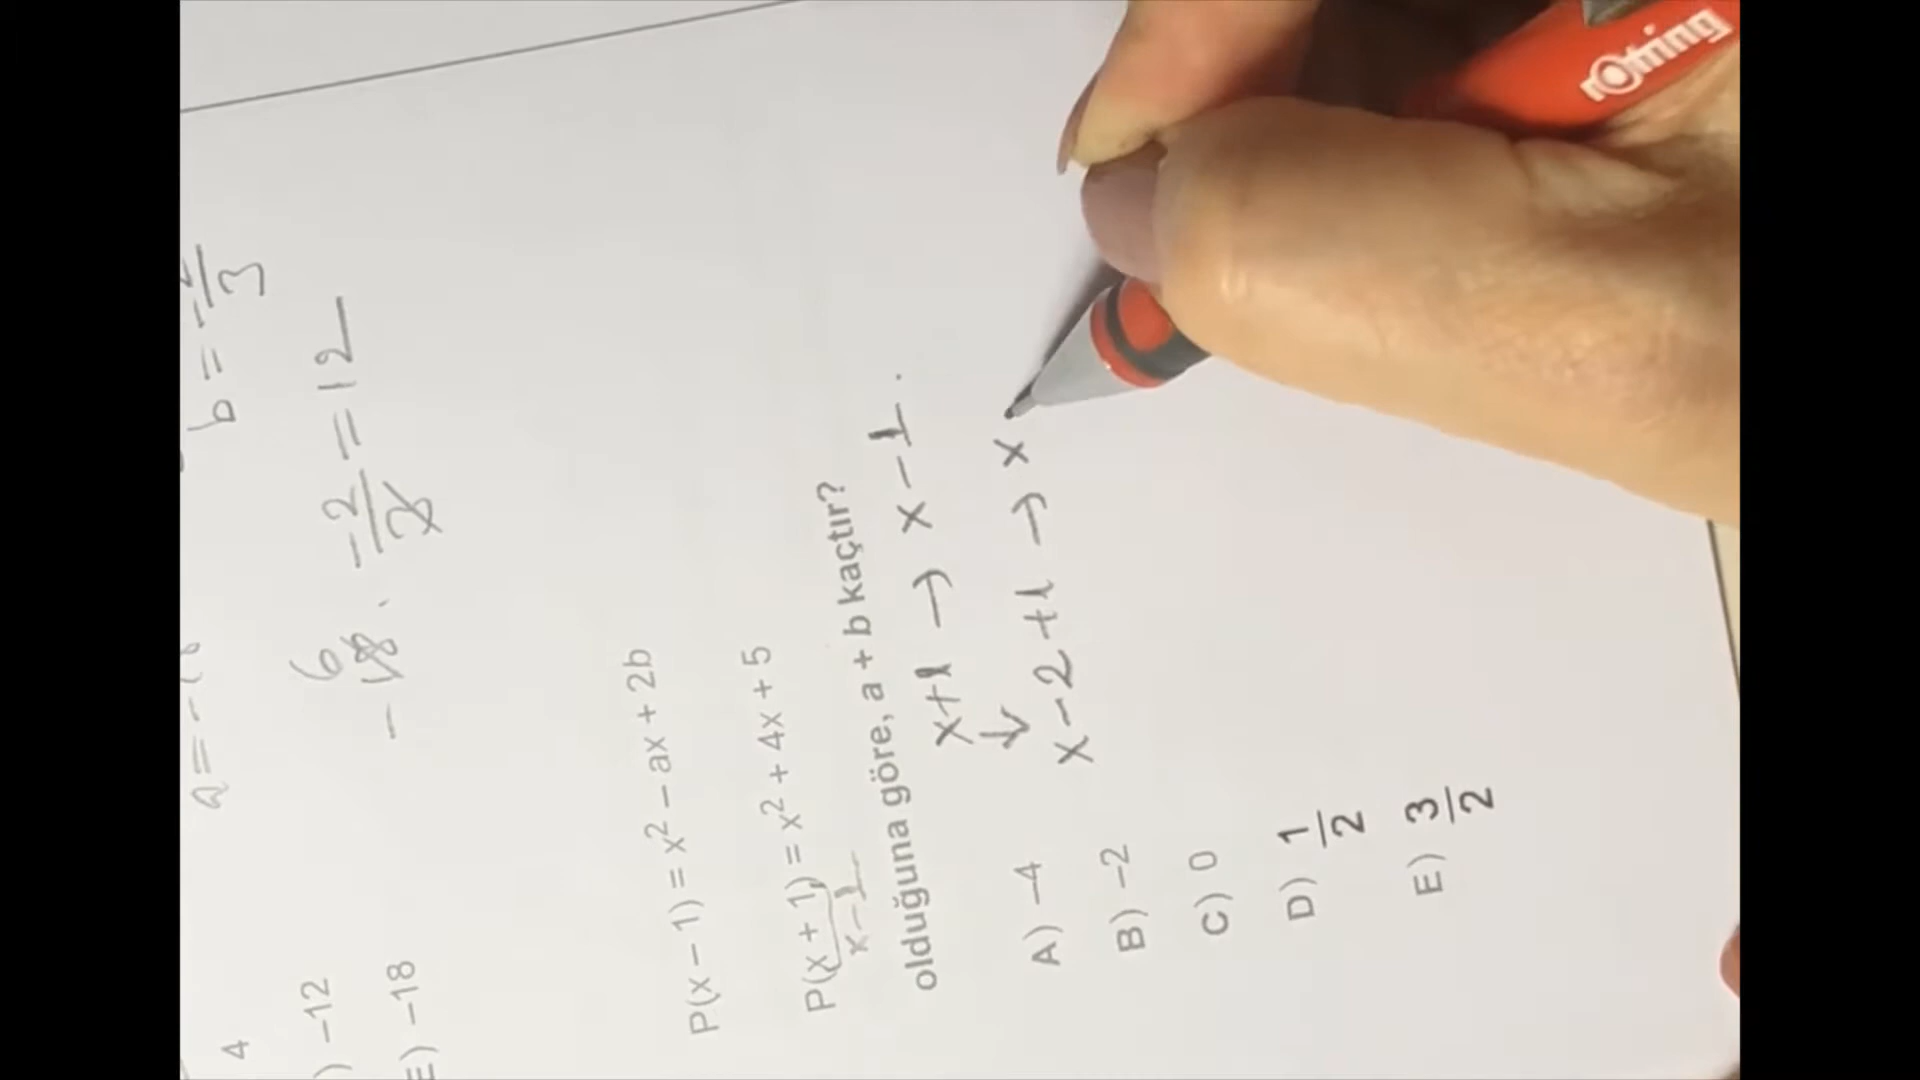 b =
3
a = -
6
-18 · -2/3 = 12
4
) -12
E) -18
P(x − 1) = x² − ax + 2b
P(x + 1) = x² + 4x + 5
x-1
olduğuna göre, a + b kaçtır?
x+1 → x-1.
↓
x-2+1 → x
A) −4
B) −2
C) 0
D) 1/2
E) 3/2
rOtring